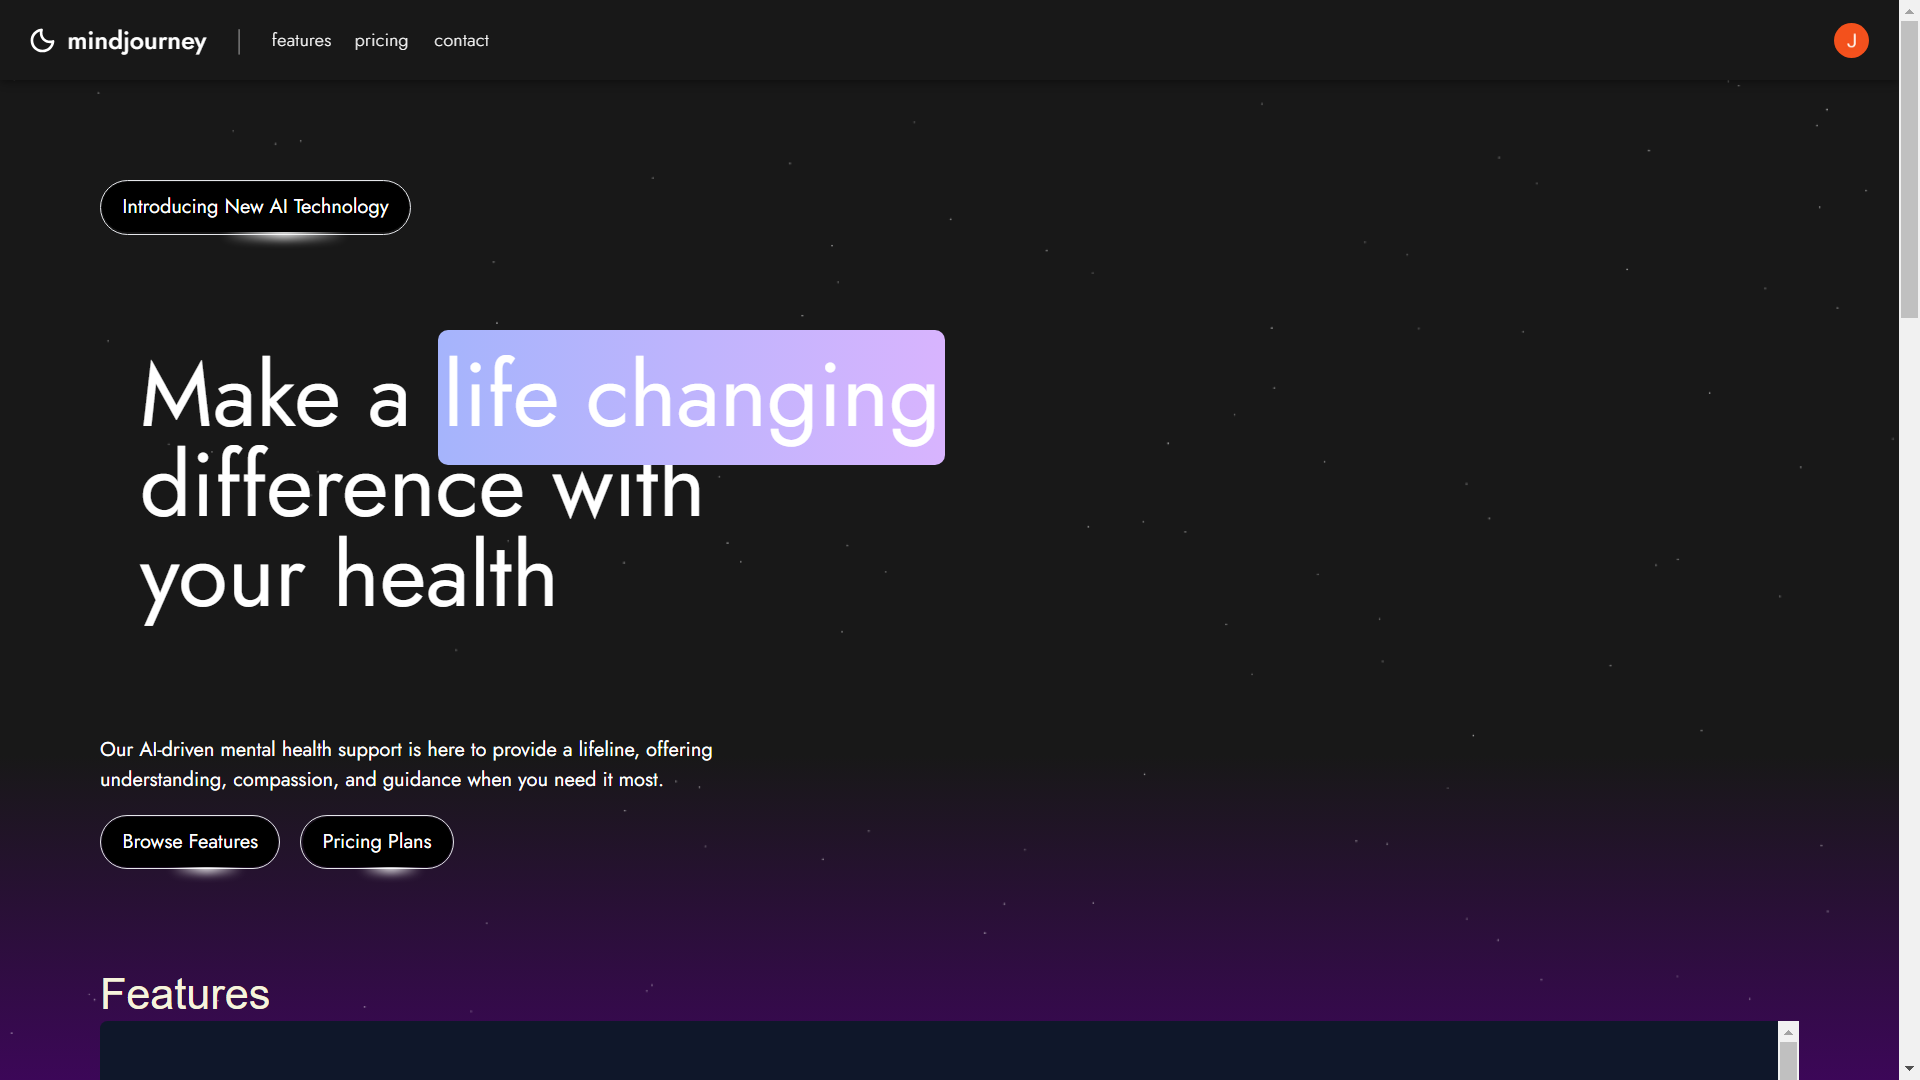 mindjourney
features
pricing
contact
J
Introducing New AI Technology
Make a life changing
difference with
your health
Our AI-driven mental health support is here to provide a lifeline, offering
understanding, compassion, and guidance when you need it most.
Browse Features
Pricing Plans
Features